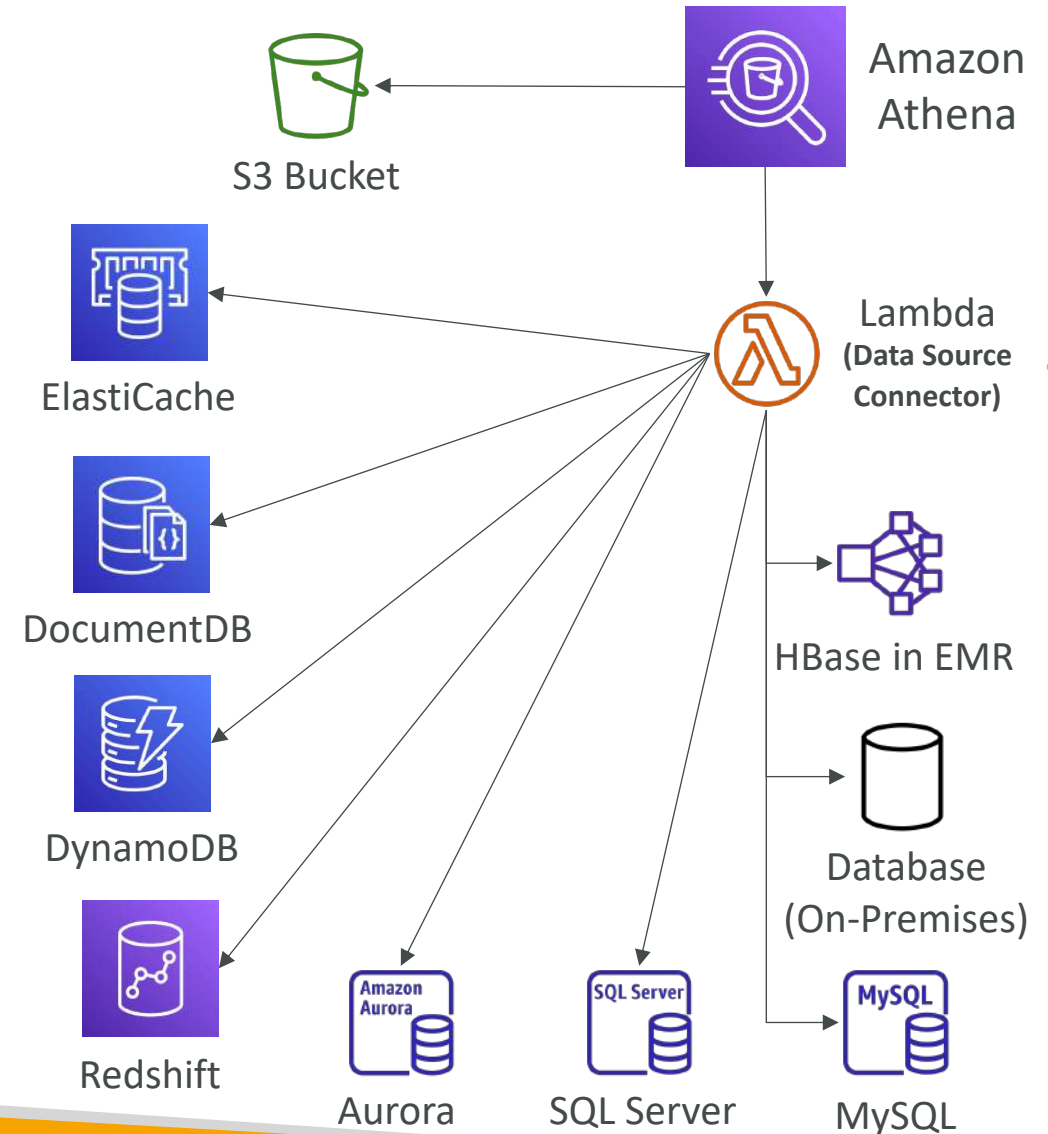 Amazon
Athena
S3 Bucket
Lambda
(Data Source
Connector)
ElastiCache
DocumentDB
HBase in EMR
DynamoDB
Database
(On-Premises)
Redshift
Amazon
Aurora
Aurora
SQL Server
SQL Server
MySQL
MySQL